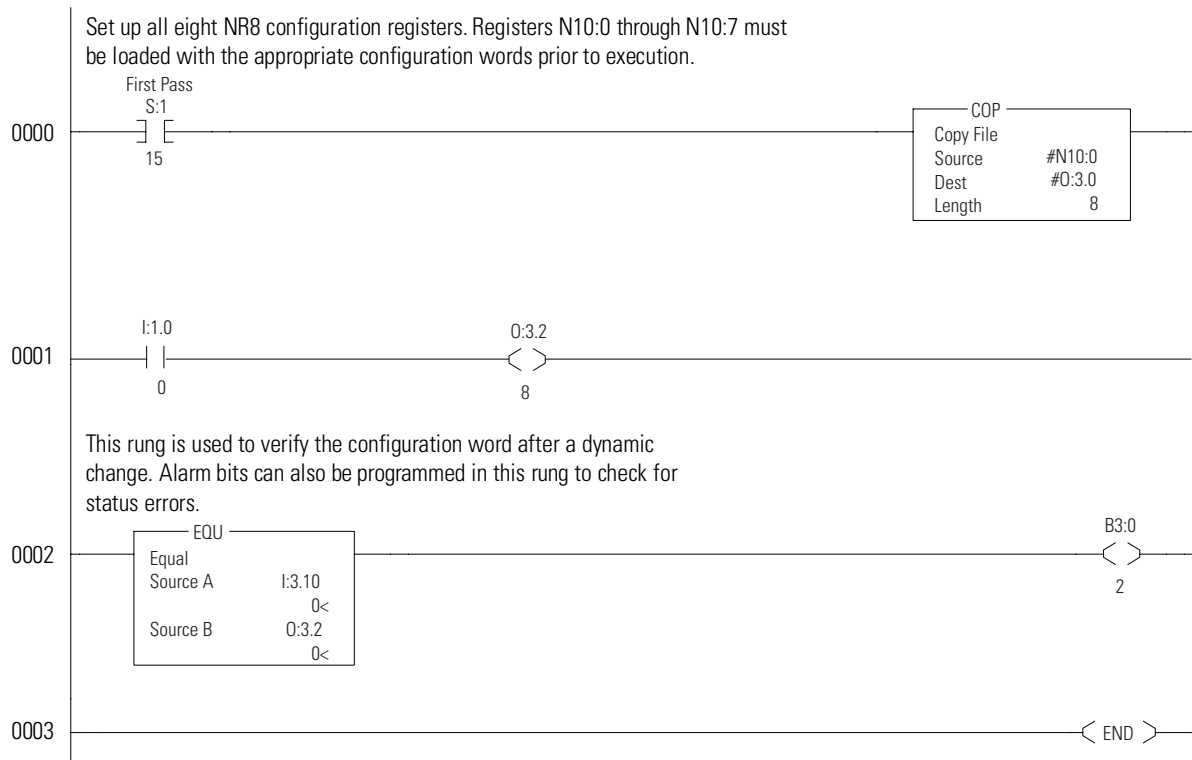 Set up all eight NR8 configuration registers. Registers N10:0 through N10:7 must
be loaded with the appropriate configuration words prior to execution.
First Pass
S:1
15
0000
COP
Copy File
Source #N10:0
Dest #O:3.0
Length 8
I:1.0
0
0001
O:3.2
8
This rung is used to verify the configuration word after a dynamic
change. Alarm bits can also be programmed in this rung to check for
status errors.
0002
EQU
Equal
Source A I:3.10
0<
Source B O:3.2
0<
B3:0
2
0003
END